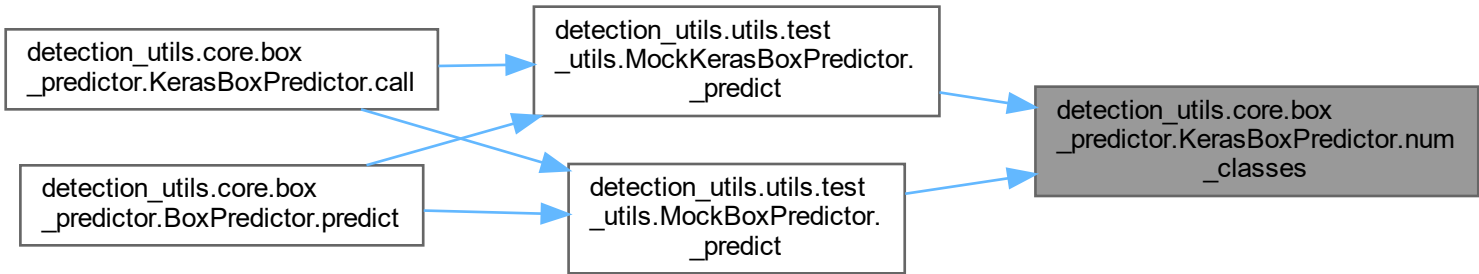 detection_utils.core.box
_predictor.KerasBoxPredictor.call
detection_utils.core.box
_predictor.BoxPredictor.predict
detection_utils.utils.test
_utils.MockKerasBoxPredictor.
_predict
detection_utils.utils.test
_utils.MockBoxPredictor.
_predict
detection_utils.core.box
_predictor.KerasBoxPredictor.num
_classes